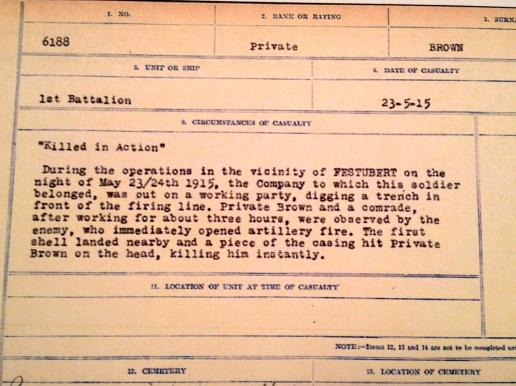 1. NO.
2. RANK OR RATING
3. SURN
6188
Private
BROWN
5. UNIT OR SHIP
6. DATE OF CASUALTY
1st Battalion
23-5-15
9. CIRCUMSTANCES OF CASUALTY
"Killed in Action"
During the operations in the vicinity of FESTUBERT on the
night of May 23/24th 1915, the Company to which this soldier
belonged, was out on a working party, digging a trench in
front of the firing line. Private Brown and a comrade,
after working for about three hours, were observed by the
enemy, who immediately opened artillery fire. The first
shell landed nearby and a piece of the casing hit Private
Brown on the head, killing him instantly.
11. LOCATION OF UNIT AT TIME OF CASUALTY
NOTE:—Items 12, 13 and 14 are not to be completed unt
12. CEMETERY
13. LOCATION OF CEMETERY